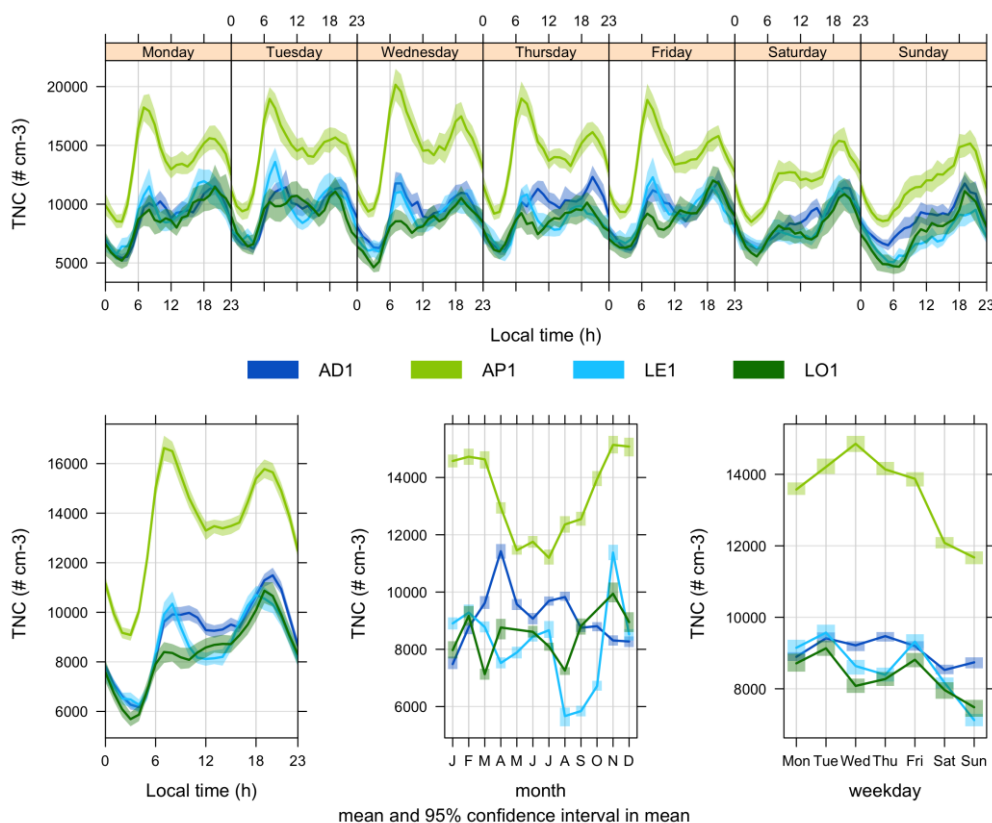 0 6 12 18 23 0 6 12 18 23 0 6 12 18 23
Monday Tuesday Wednesday Thursday Friday Saturday Sunday
20000
15000
10000
5000
TNC (# cm-3)
0 6 12 18 23 0 6 12 18 23 0 6 12 18 23 0 6 12 18 23
Local time (h)
AD1 AP1 LE1 LO1
16000
14000
12000
10000
8000
6000
TNC (# cm-3)
0 6 12 18 23
Local time (h)
14000
12000
10000
8000
6000
TNC (# cm-3)
J F M A M J J A S O N D
month
14000
12000
10000
8000
TNC (# cm-3)
Mon Tue Wed Thu Fri Sat Sun
weekday
mean and 95% confidence interval in mean